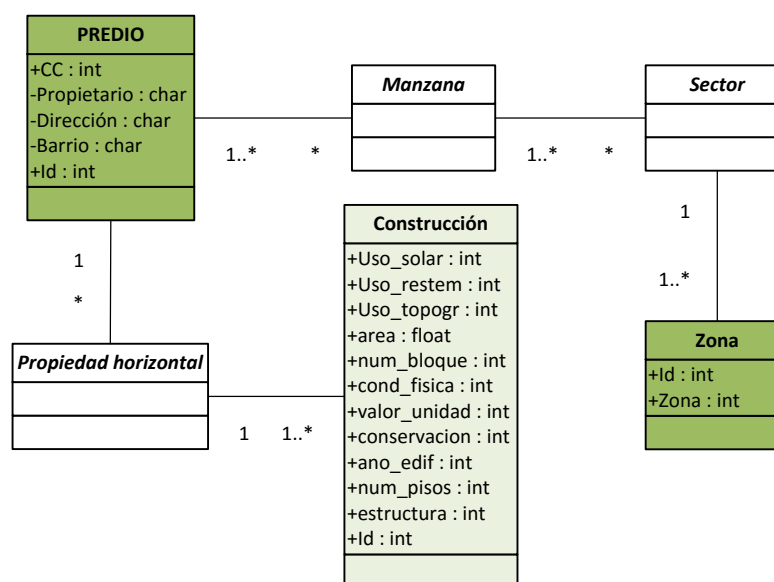 PREDIO
+CC : int
-Propietario : char
-Dirección : char
-Barrio : char
+Id : int
Manzana
Sector
1..*
*
1..*
*
1
*
1
1..*
Propiedad horizontal
1
1..*
Construcción
+Uso_solar : int
+Uso_restem : int
+Uso_topogr : int
+area : float
+num_bloque : int
+cond_fisica : int
+valor_unidad : int
+conservacion : int
+ano_edif : int
+num_pisos : int
+estructura : int
+Id : int
Zona
+Id : int
+Zona : int